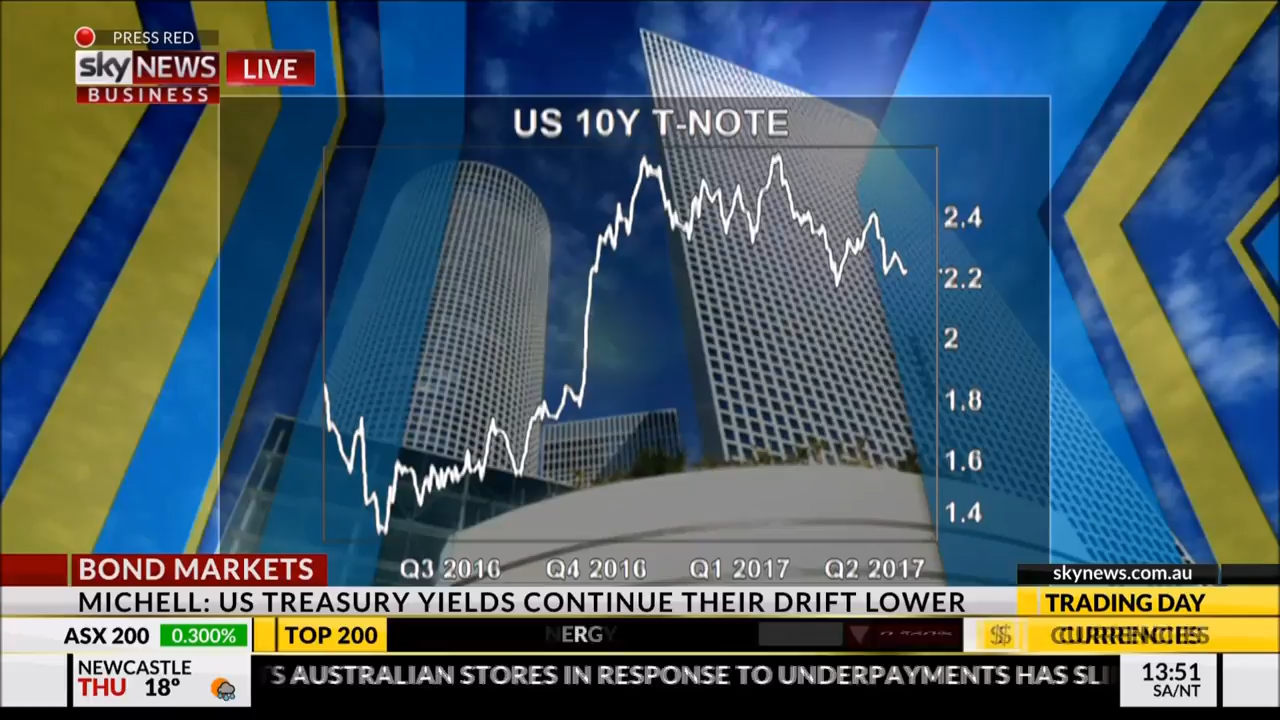 PRESS RED
sky NEWS
LIVE
BUSINESS
US 10Y T-NOTE
2.4
2.2
2
1.8
1.6
1.4
Q3 2016 Q4 2016 Q1 2017 Q2 2017
BOND MARKETS
skynews.com.au
MICHELL: US TREASURY YIELDS CONTINUE THEIR DRIFT LOWER
TRADING DAY
ASX 200 0.300% TOP 200
CURRENCIES
NEWCASTLE
THU 18°
AUSTRALIAN STORES IN RESPONSE TO UNDERPAYMENTS HAS
13:51
SA/NT